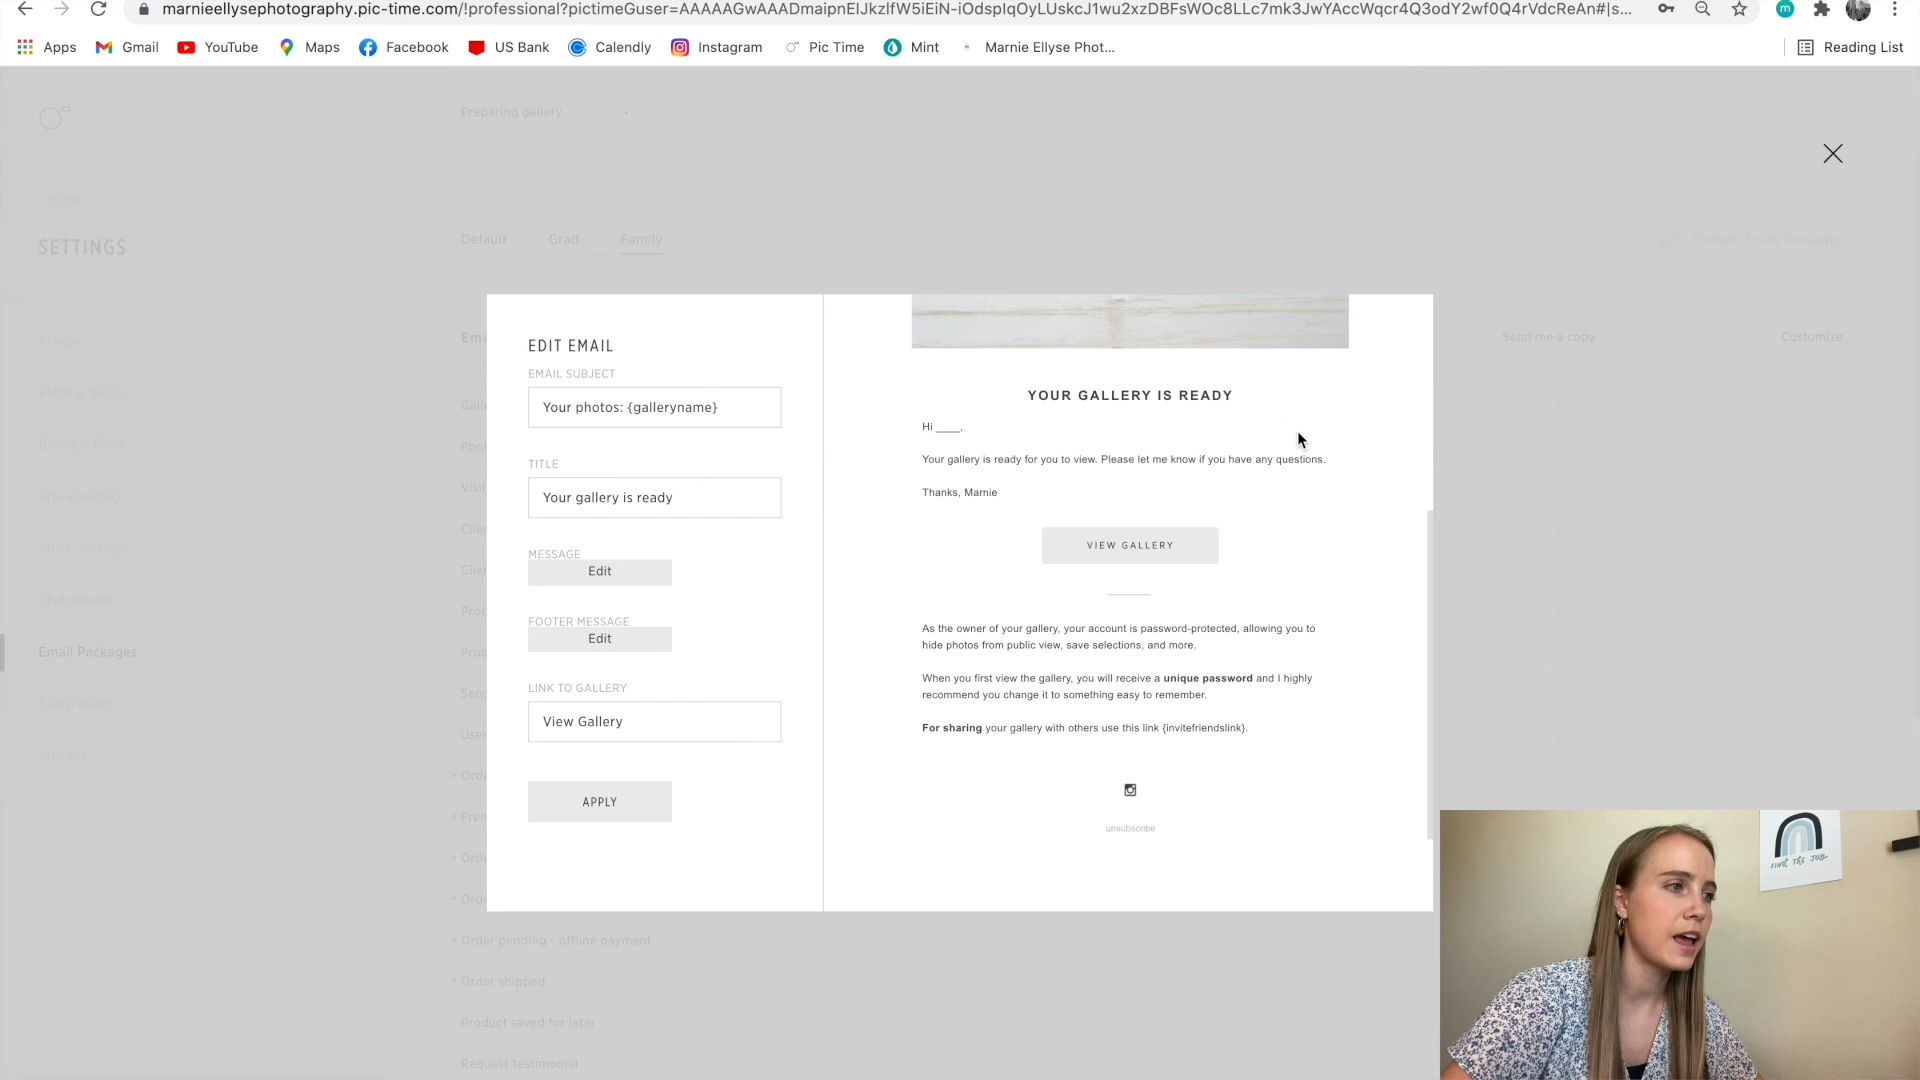 marnieellysephotography.pic-time.com/!professional?pictimeGuser=AAAAAGwAAADmaipnEIJkzlfW5iEiN-iOdsplqOyLUskcJ1wu2xzDBFsWOc8LLc7mk3JwYAccWqcr4Q3odY2wf0Q4rVdcReAn#|s...
Apps Gmail YouTube Maps Facebook US Bank Calendly Instagram Pic Time Mint Marnie Ellyse Phot... Reading List
Preparing gallery...
SETTINGS
Default Grad Family
Custom Email Packages
Send me a copy Customize
EDIT EMAIL
EMAIL SUBJECT
Your photos: {galleryname}
TITLE
Your gallery is ready
MESSAGE
Edit
FOOTER MESSAGE
Edit
LINK TO GALLERY
View Gallery
APPLY
YOUR GALLERY IS READY
Hi ____,
Your gallery is ready for you to view. Please let me know if you have any questions.
Thanks, Marnie
VIEW GALLERY
As the owner of your gallery, your account is password-protected, allowing you to
hide photos from public view, save selections, and more.
When you first view the gallery, you will receive a unique password and I highly
recommend you change it to something easy to remember.
For sharing your gallery with others use this link {invitefriendslink}.
unsubscribe
Email Packages
Order pending - offline payment
Order shipped
Product saved for later
Request testimonial
FIND THE JOY
m